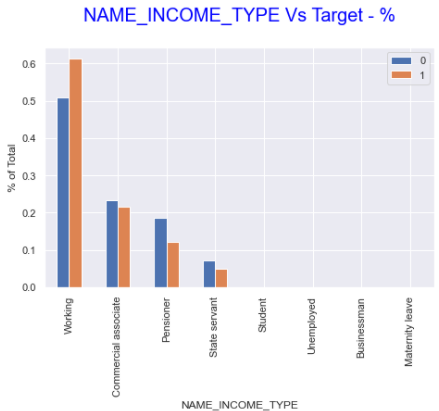 NAME_INCOME_TYPE Vs Target - %
0
1
% of Total
0.6
0.5
0.4
0.3
0.2
0.1
0.0
Working
Commercial associate
Pensioner
State servant
Student
Unemployed
Businessman
Maternity leave
NAME_INCOME_TYPE